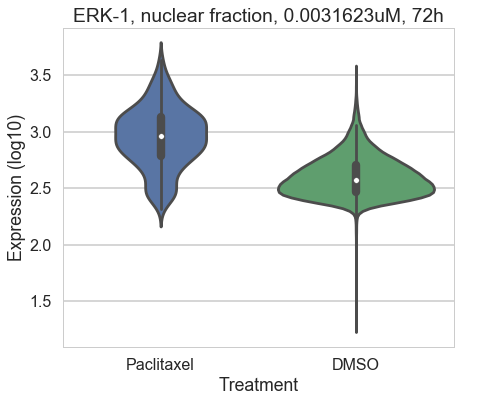 ERK-1, nuclear fraction, 0.0031623uM, 72h
3.5
3.0
2.5
2.0
1.5
Expression (log10)
Paclitaxel DMSO
Treatment